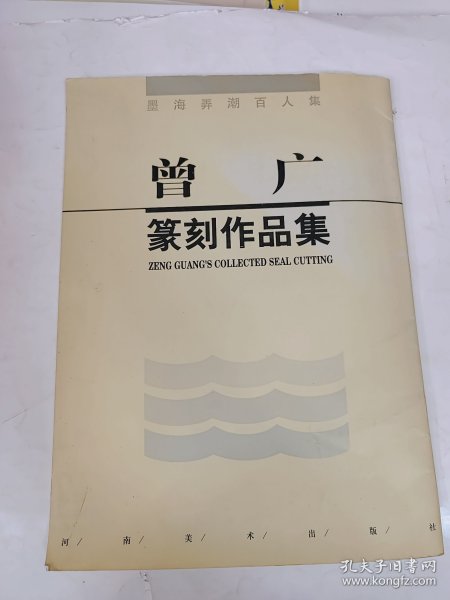 墨海弄潮百人集
曾广
篆刻作品集
ZENG GUANG'S COLLECTED SEAL CUTTING
河/南/美/术/出/版/社
孔夫子旧书网
www.kongfz.com